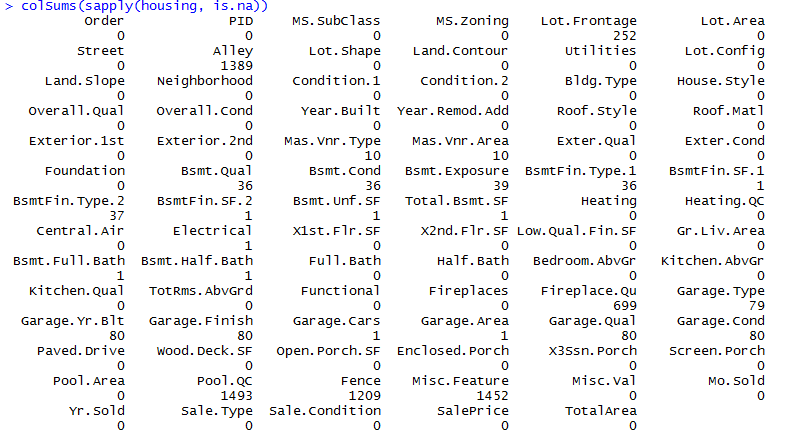 > colSums(sapply(housing, is.na))
Order PID MS.SubClass MS.Zoning Lot.Frontage Lot.Area
0 0 0 0 252 0
Street Alley Lot.Shape Land.Contour Utilities Lot.Config
0 1389 0 0 0 0
Land.Slope Neighborhood Condition.1 Condition.2 Bldg.Type House.Style
0 0 0 0 0 0
Overall.Qual Overall.Cond Year.Built Year.Remod.Add Roof.Style Roof.Matl
0 0 0 0 0 0
Exterior.1st Exterior.2nd Mas.Vnr.Type Mas.Vnr.Area Exter.Qual Exter.Cond
0 0 10 10 0 0
Foundation Bsmt.Qual Bsmt.Cond Bsmt.Exposure BsmtFin.Type.1 BsmtFin.SF.1
0 36 36 39 36 1
BsmtFin.Type.2 BsmtFin.SF.2 Bsmt.Unf.SF Total.Bsmt.SF Heating Heating.QC
37 1 1 1 0 0
Central.Air Electrical X1st.Flr.SF X2nd.Flr.SF Low.Qual.Fin.SF Gr.Liv.Area
0 1 0 0 0 0
Bsmt.Full.Bath Bsmt.Half.Bath Full.Bath Half.Bath Bedroom.AbvGr Kitchen.AbvGr
1 1 0 0 0 0
Kitchen.Qual TotRms.AbvGrd Functional Fireplaces Fireplace.Qu Garage.Type
0 0 0 0 699 79
Garage.Yr.Blt Garage.Finish Garage.Cars Garage.Area Garage.Qual Garage.Cond
80 80 1 1 80 80
Paved.Drive Wood.Deck.SF Open.Porch.SF Enclosed.Porch X3Ssn.Porch Screen.Porch
0 0 0 0 0 0
Pool.Area Pool.QC Fence Misc.Feature Misc.Val Mo.Sold
0 1493 1209 1452 0 0
Yr.Sold Sale.Type Sale.Condition SalePrice TotalArea
0 0 0 0 0